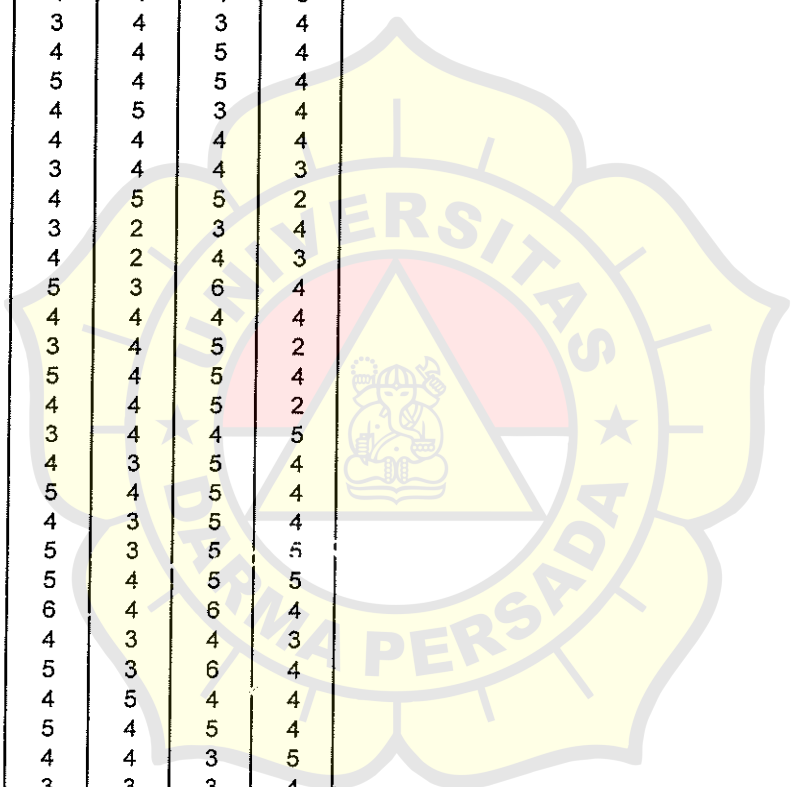 3 4 3 4
4 4 5 4
5 4 5 4
4 5 3 4
4 4 4 4
3 4 4 3
4 5 5 2
3 2 3 4
4 2 4 3
5 3 6 4
4 4 4 4
3 4 5 2
5 4 5 4
4 4 5 2
3 4 4 5
4 3 5 4
5 4 5 4
4 3 5 4
5 3 5 5
5 4 5 5
6 4 6 4
4 3 4 3
5 3 6 4
4 5 4 4
5 4 5 4
4 4 3 5
3 3 3 4
UNIVERSITAS
DARMA PERSADA